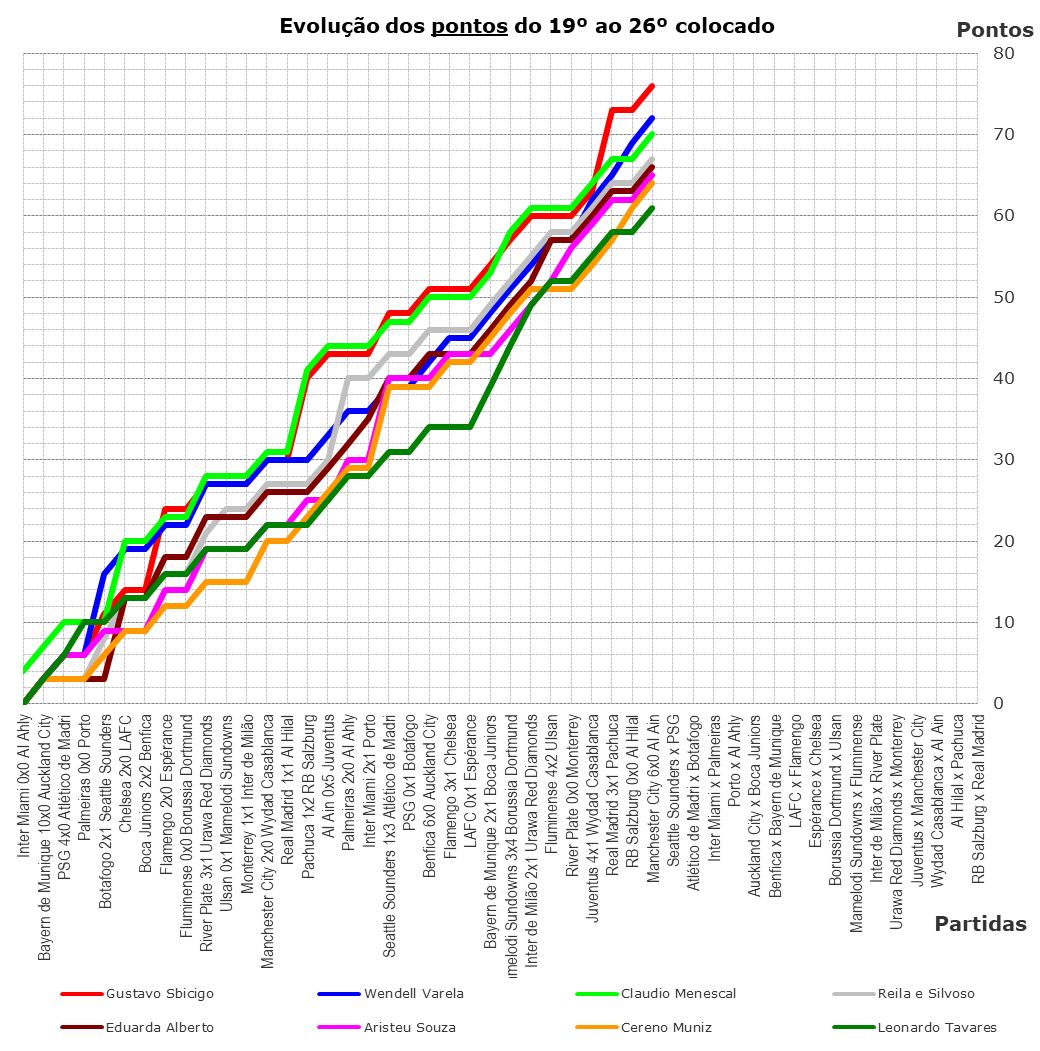 Evolução dos pontos do 19º ao 26º colocado
Pontos
80
70
60
50
40
30
20
10
0
Inter Miami 0x0 Al Ahly
Bayern de Munique 10x0 Auckland City
PSG 4x0 Atlético de Madri
Palmeiras 0x0 Porto
Botafogo 2x1 Seattle Sounders
Chelsea 2x0 LAFC
Boca Juniors 2x2 Benfica
Flamengo 2x0 Espérance
Fluminense 0x0 Borussia Dortmund
River Plate 3x1 Urawa Red Diamonds
Ulsan 0x1 Mamelodi Sundowns
Monterrey 1x1 Inter de Milão
Manchester City 2x0 Wydad Casablanca
Real Madrid 1x1 Al Hilal
Pachuca 1x2 RB Salzburg
Al Ain 0x5 Juventus
Palmeiras 2x0 Al Ahly
Inter Miami 2x1 Porto
Seattle Sounders 1x3 Atlético de Madri
PSG 0x1 Botafogo
Benfica 6x0 Auckland City
Flamengo 3x1 Chelsea
LAFC 0x1 Espérance
Bayern de Munique 2x1 Boca Juniors
melodi Sundowns 3x4 Borussia Dortmund
Inter de Milão 2x1 Urawa Red Diamonds
Fluminense 4x2 Ulsan
River Plate 0x0 Monterrey
Juventus 4x1 Wydad Casablanca
Real Madrid 3x1 Pachuca
RB Salzburg 0x0 Al Hilal
Manchester City 6x0 Al Ain
Seattle Sounders x PSG
Atlético de Madri x Botafogo
Inter Miami x Palmeiras
Porto x Al Ahly
Auckland City x Boca Juniors
Benfica x Bayern de Munique
LAFC x Flamengo
Espérance x Chelsea
Borussia Dortmund x Ulsan
Mamelodi Sundowns x Fluminense
Inter de Milão x River Plate
Urawa Red Diamonds x Monterrey
Juventus x Manchester City
Wydad Casablanca x Al Ain
Al Hilal x Pachuca
RB Salzburg x Real Madrid
Partidas
Gustavo Sbicigo
Wendell Varela
Claudio Menescal
Reila e Silvoso
Eduarda Alberto
Aristeu Souza
Cereno Muniz
Leonardo Tavares